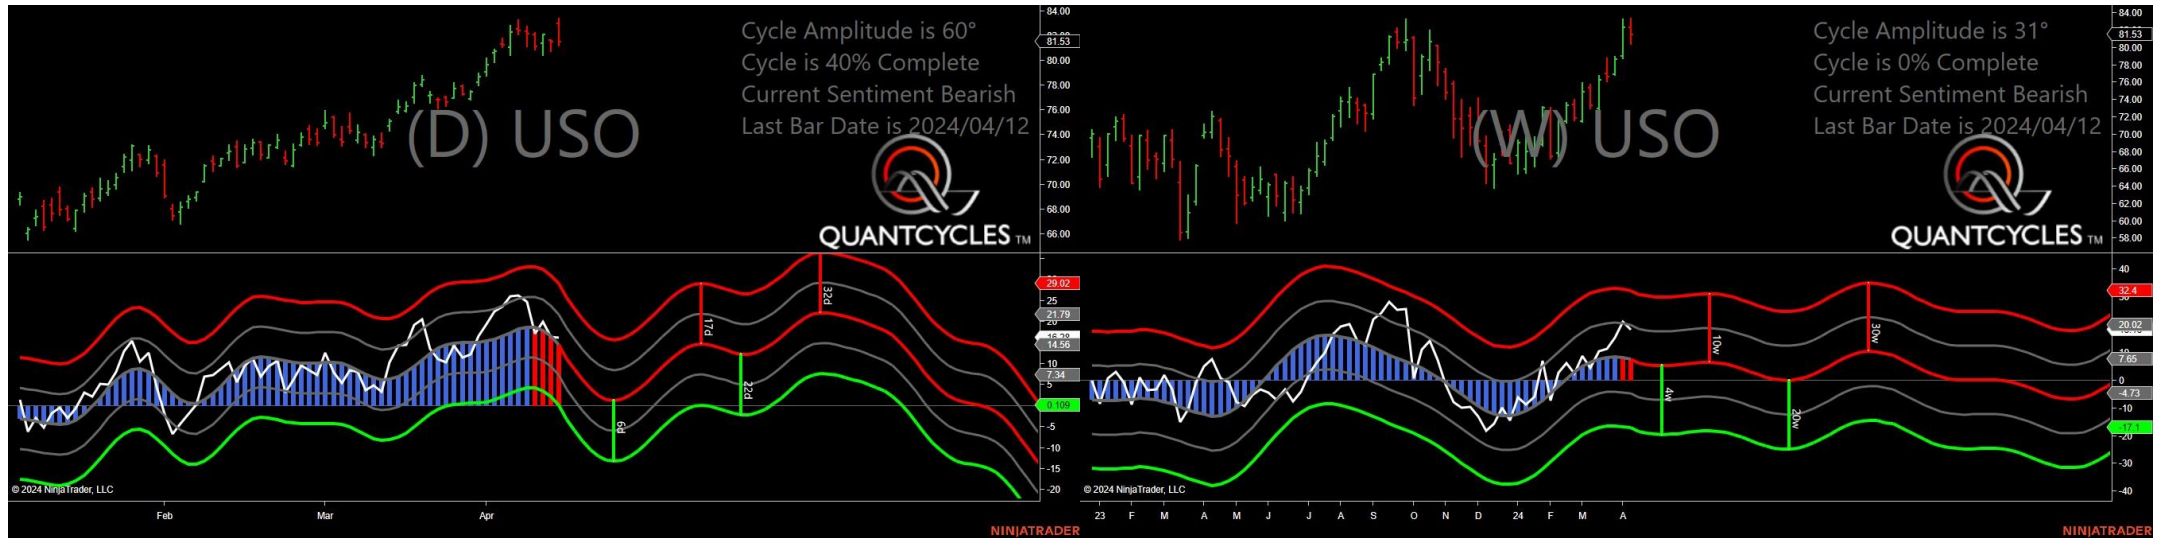 Cycle Amplitude is 60°
Cycle is 40% Complete
Current Sentiment Bearish
Last Bar Date is 2024/04/12
(D) USO
QUANTCYCLES TM
84.00
81.53
80.00
78.00
76.00
74.00
72.00
70.00
68.00
66.00
29.02
25
21.79
20
14.56
10
7.34
5
0.109
-5
-10
-15
-20
6d
17d
22d
32d
© 2024 NinjaTrader, LLC
Feb Mar Apr
NINJATRADER
Cycle Amplitude is 31°
Cycle is 0% Complete
Current Sentiment Bearish
Last Bar Date is 2024/04/12
(W) USO
QUANTCYCLES TM
84.00
81.53
80.00
78.00
76.00
74.00
72.00
70.00
68.00
66.00
64.00
62.00
60.00
58.00
40
32.4
20.02
7.65
0
-4.73
-10
-17.1
-20
-30
-40
4w
10w
20w
30w
© 2024 NinjaTrader, LLC
23 F M A M J J A S O N D 24 F M A
NINJATRADER